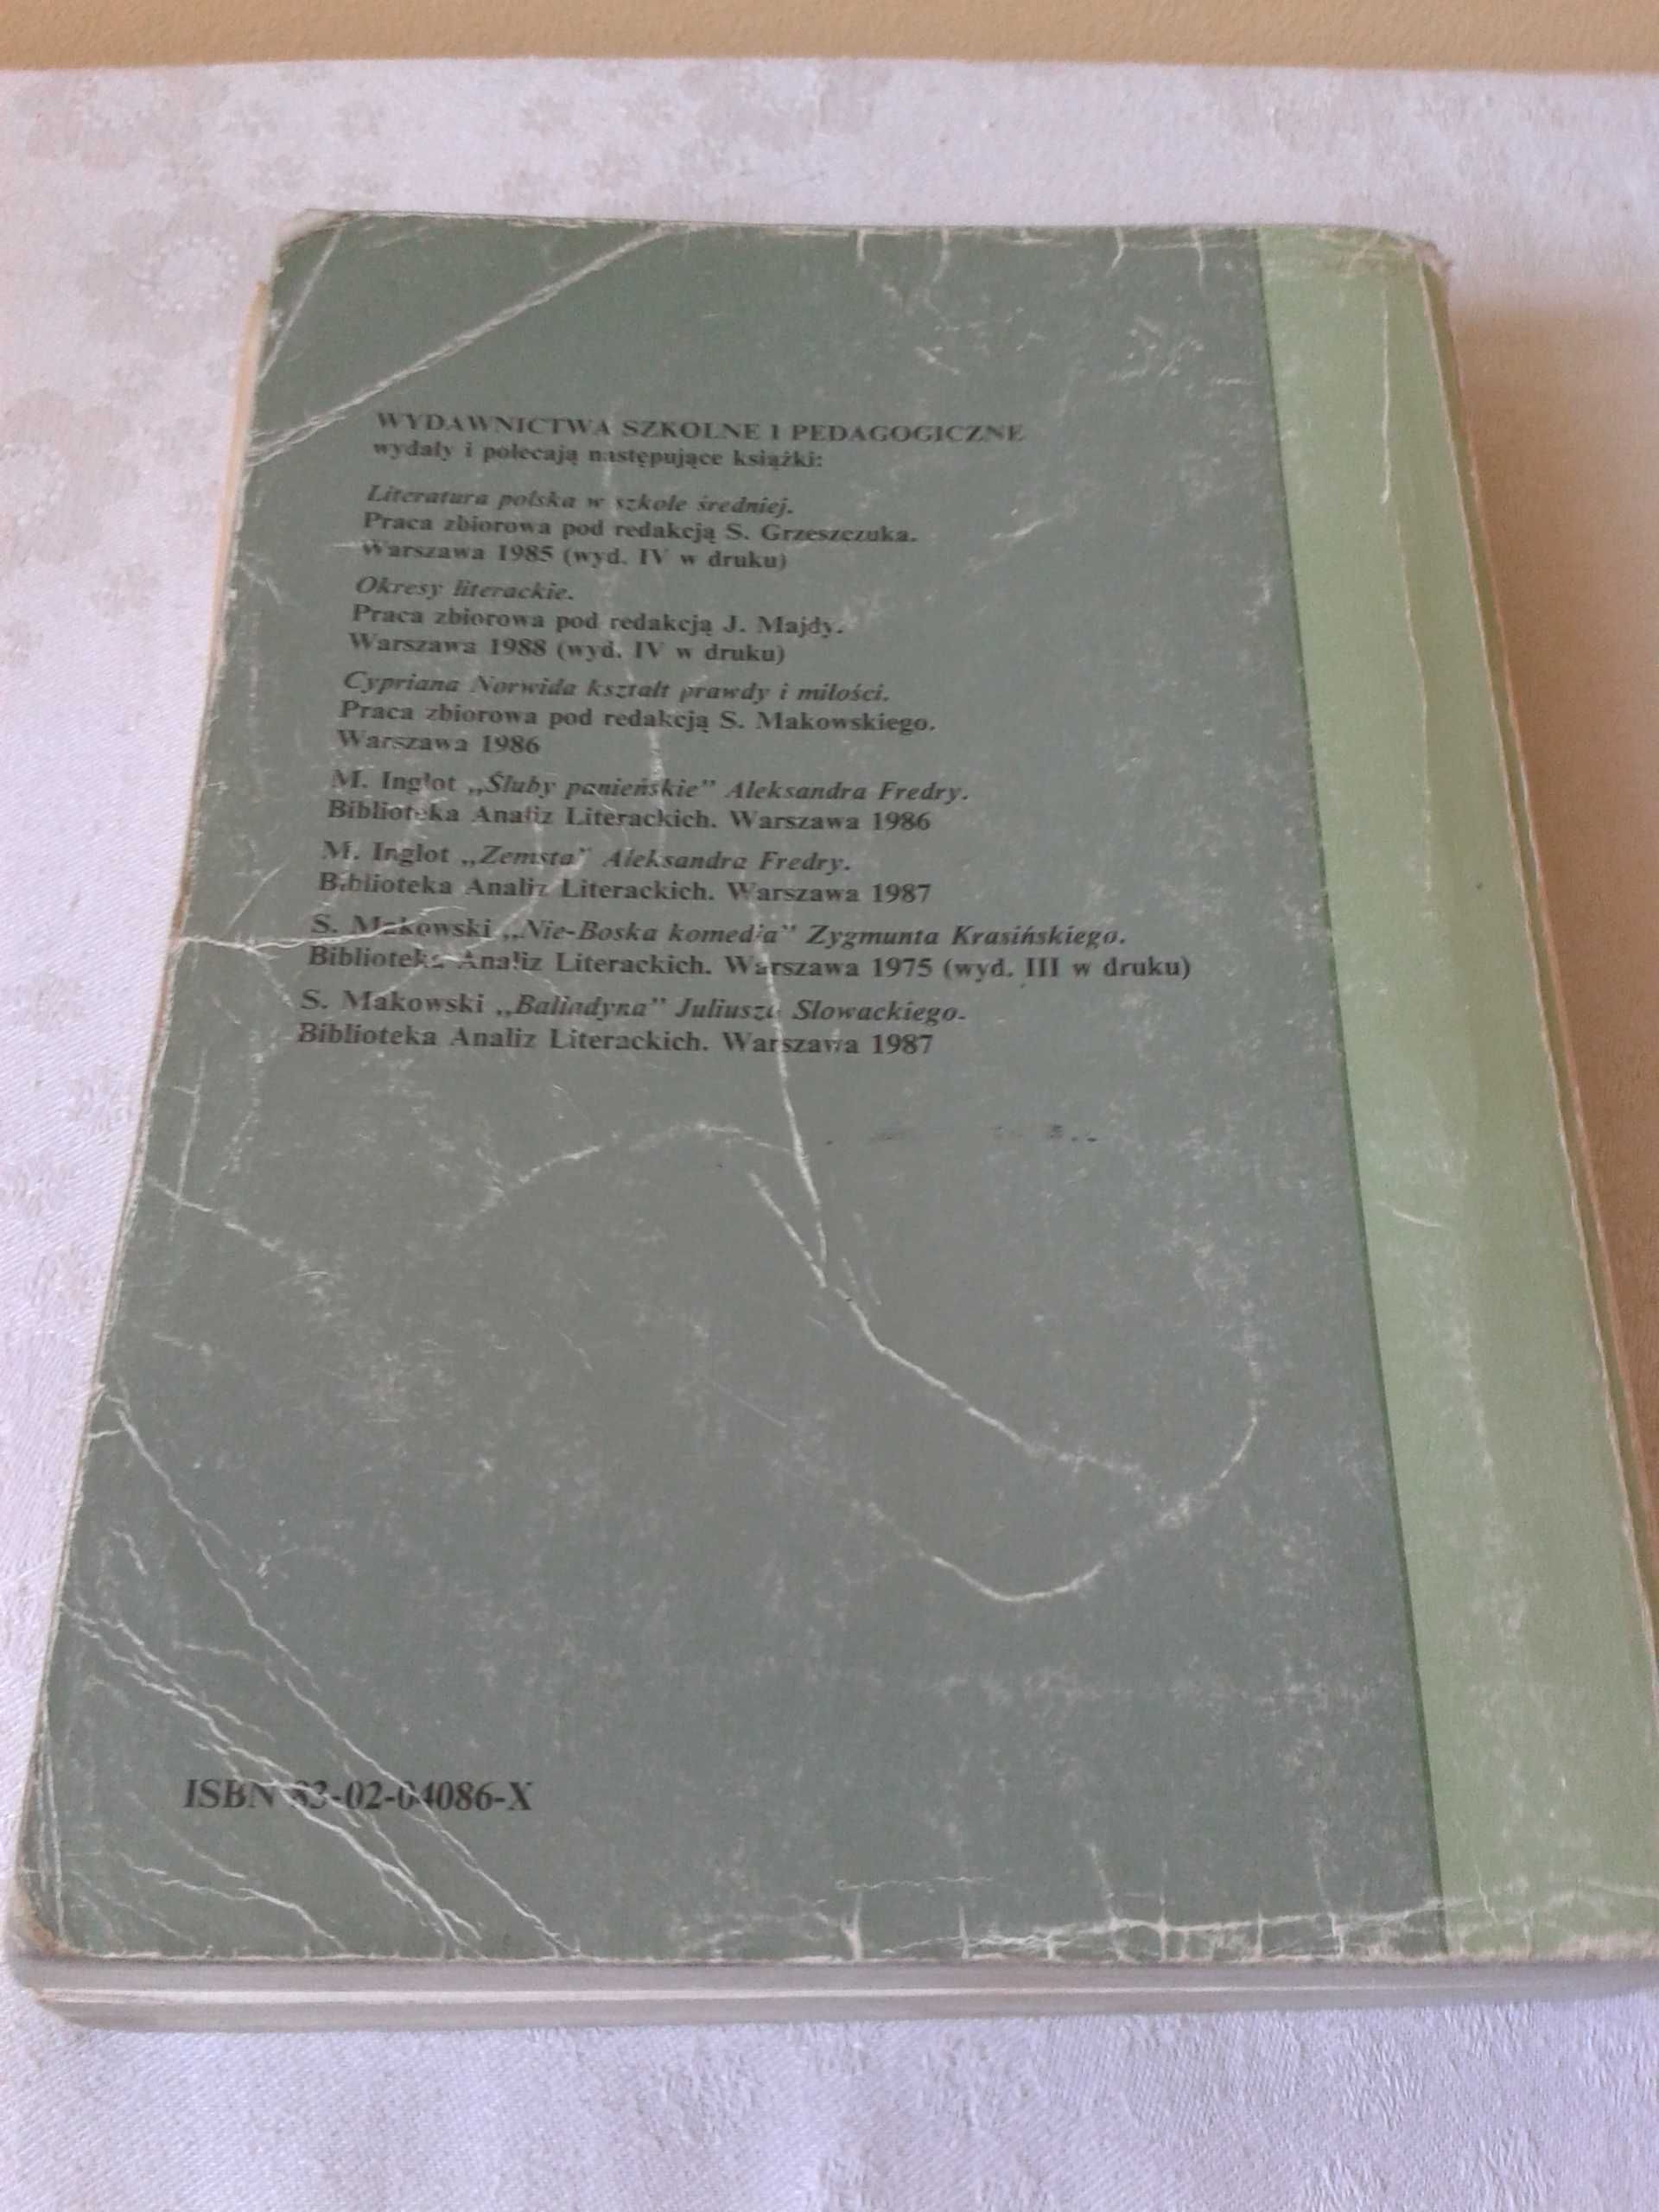 WYDAWNICTWA SZKOLNE I PEDAGOGICZNE
wydały i polecają następujące książki:
Literatura polska w szkole średniej.
Praca zbiorowa pod redakcją S. Grzeszczuka.
Warszawa 1985 (wyd. IV w druku)
Okresy literackie.
Praca zbiorowa pod redakcją J. Majdy.
Warszawa 1988 (wyd. IV w druku)
Cypriana Norwida kształt prawdy i miłości.
Praca zbiorowa pod redakcją S. Makowskiego.
Warszawa 1986
M. Inglot „Śluby panieńskie” Aleksandra Fredry.
Biblioteka Analiz Literackich. Warszawa 1986
M. Inglot „Zemsta” Aleksandra Fredry.
Biblioteka Analiz Literackich. Warszawa 1987
S. Makowski „Nie-Boska komedia” Zygmunta Krasińskiego.
Biblioteka Analiz Literackich. Warszawa 1975 (wyd. III w druku)
S. Makowski „Balladyna” Juliusza Słowackiego.
Biblioteka Analiz Literackich. Warszawa 1987
ISBN 83-02-04086-X